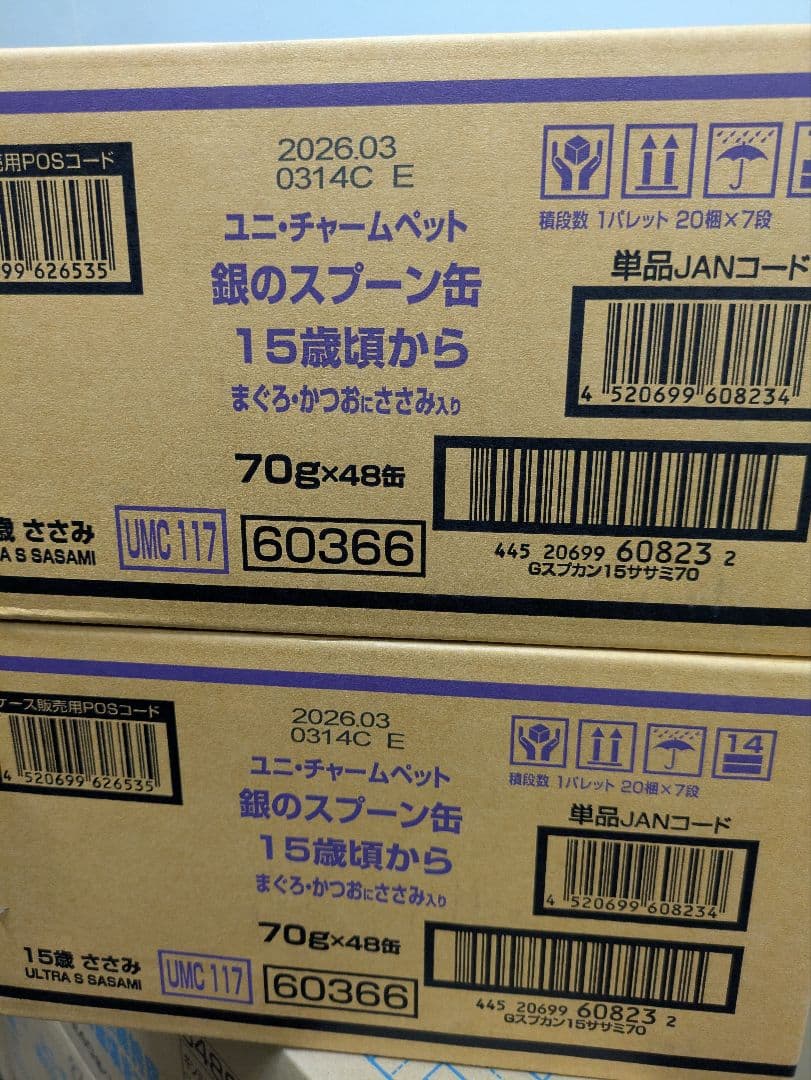 2026.03
0314C E
売用POSコード
99 626535
ユニ・チャームペット
銀のスプーン缶
15歳頃から
まぐろ・かつおにささみ入り
70g×48缶
積段数 1パレット 20梱×7段
単品JANコード
4 520699 608234
445 20699 60823 2
Gスプカン15ササミ70
歳 ささみ
RA S SASAMI
UMC 117
60366
ケース販売用POSコード
4 520699 626535
2026.03
0314C E
ユニ・チャームペット
銀のスプーン缶
15歳頃から
まぐろ・かつおにささみ入り
70g×48缶
14
積段数 1パレット 20梱×7段
単品JANコード
4 520699 608234
445 20699 60823 2
Gスプカン15ササミ70
15歳 ささみ
ULTRA S SASAMI
UMC 117
60366